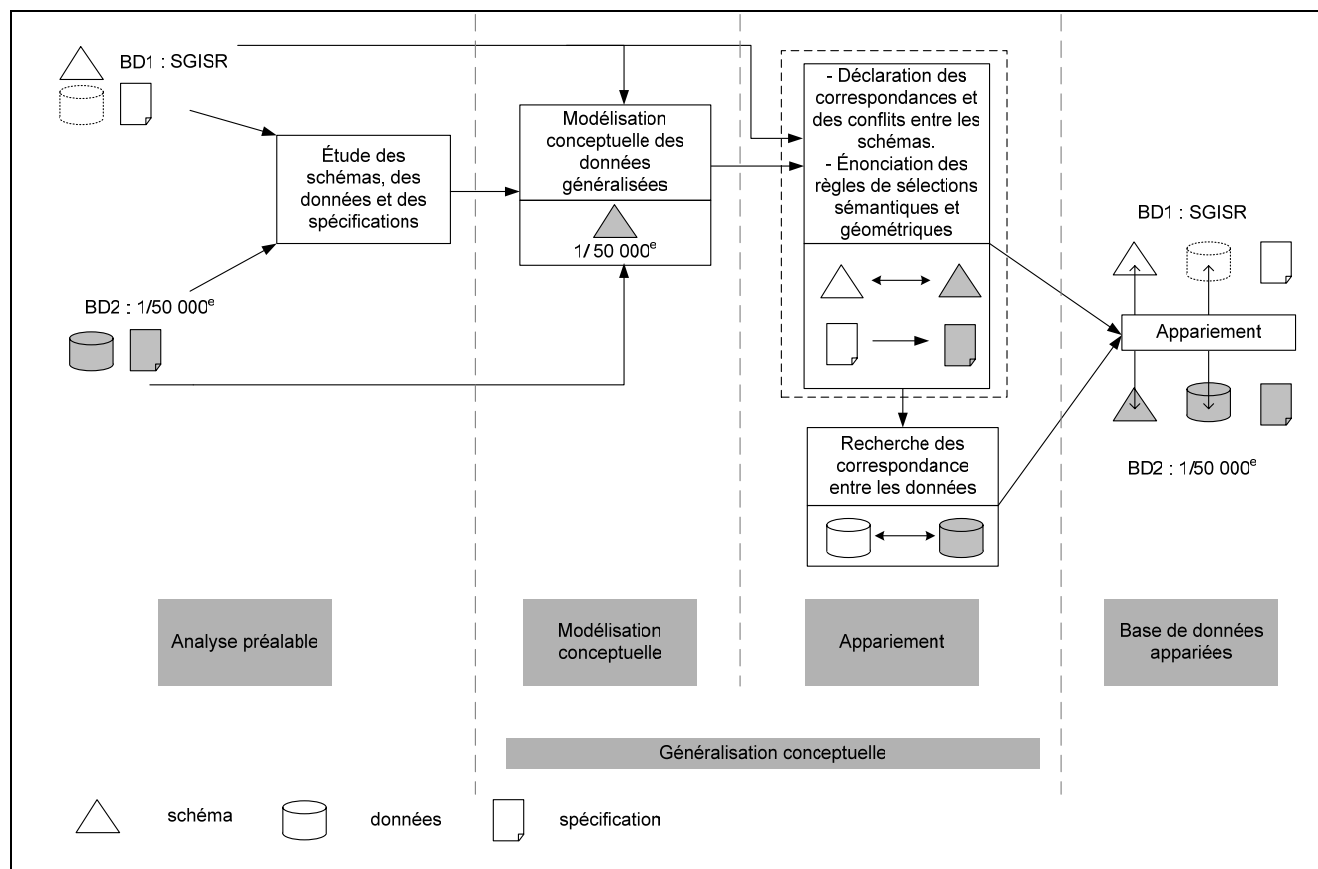 BD1 : SGISR
Étude des
schémas, des
données et des
spécifications
BD2 : 1/50 000e
Modélisation
conceptuelle des
données
généralisées
1/ 50 000e
- Déclaration des
correspondances et
des conflits entre les
schémas.
- Énonciation des
règles de sélections
sémantiques et
géométriques
Recherche des
correspondance
entre les données
BD1 : SGISR
Appariement
BD2 : 1/50 000e
Analyse préalable
Modélisation
conceptuelle
Appariement
Base de données
appariées
Généralisation conceptuelle
schéma
données
spécification